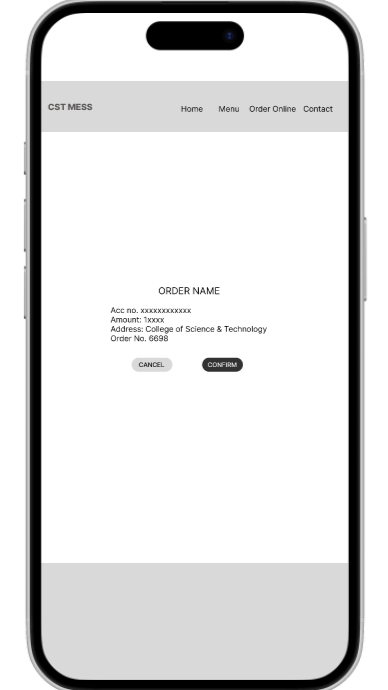 CST MESS
Home Menu Order Online Contact
ORDER NAME
Acc no. xxxxxxxxxxxx
Amount: 1xxxx
Address: College of Science & Technology
Order No. 6698
CANCEL CONFIRM